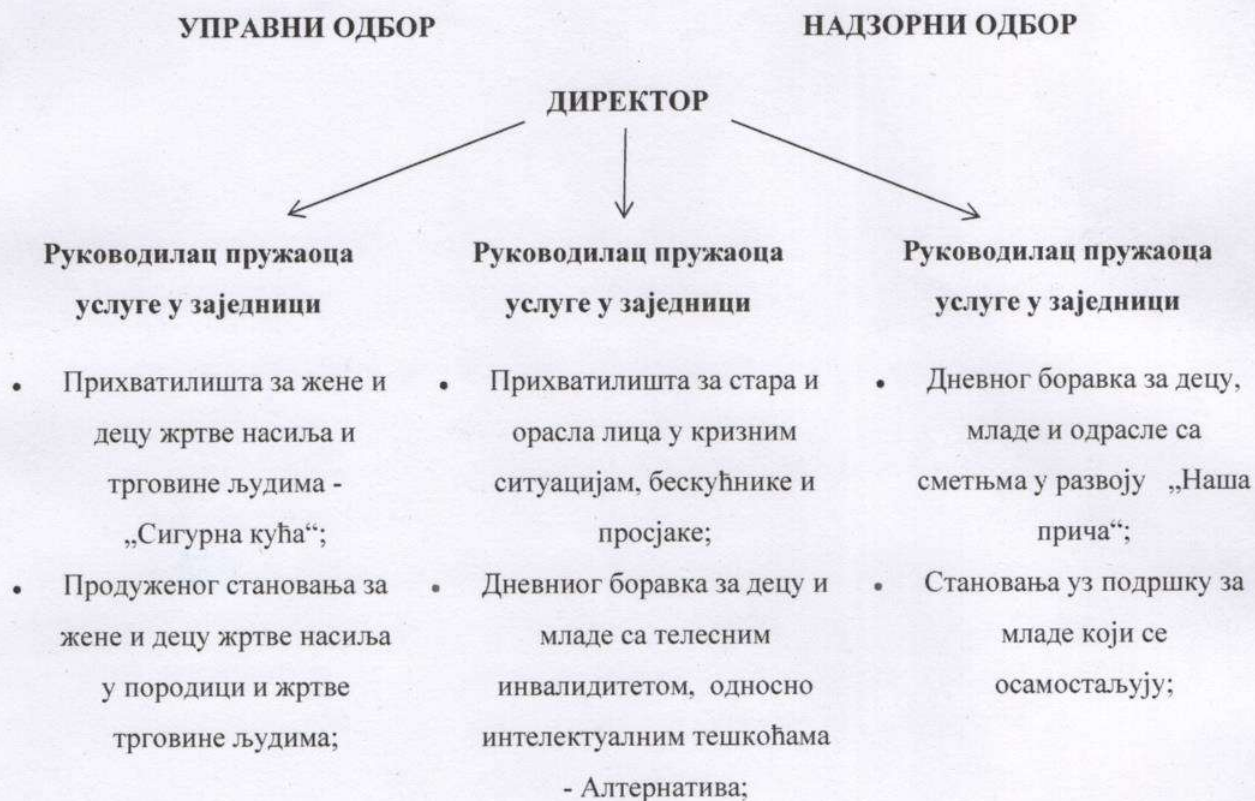 УПРАВНИ ОДБОР
НАДЗОРНИ ОДБОР
ДИРЕКТОР
Руководилац пружаоца
услуге у заједници
• Прихватилишта за жене и
децу жртве насиља и
трговине људима -
„Сигурна кућа“;
• Продуженог становања за
жене и децу жртве насиља
у породици и жртве
трговине људима;
Руководилац пружаоца
услуге у заједници
• Прихватилишта за стара и
орасла лица у кризним
ситуацијам, бескућнике и
просјаке;
• Дневниог боравка за децу и
младе са телесним
инвалидитетом, односно
интелектуалним тешкоћама
- Алтернатива;
Руководилац пружаоца
услуге у заједници
• Дневног боравка за децу,
младе и одрасле са
сметњма у развоју „Наша
прича“;
• Становања уз подршку за
младе који се
осамостаљују;